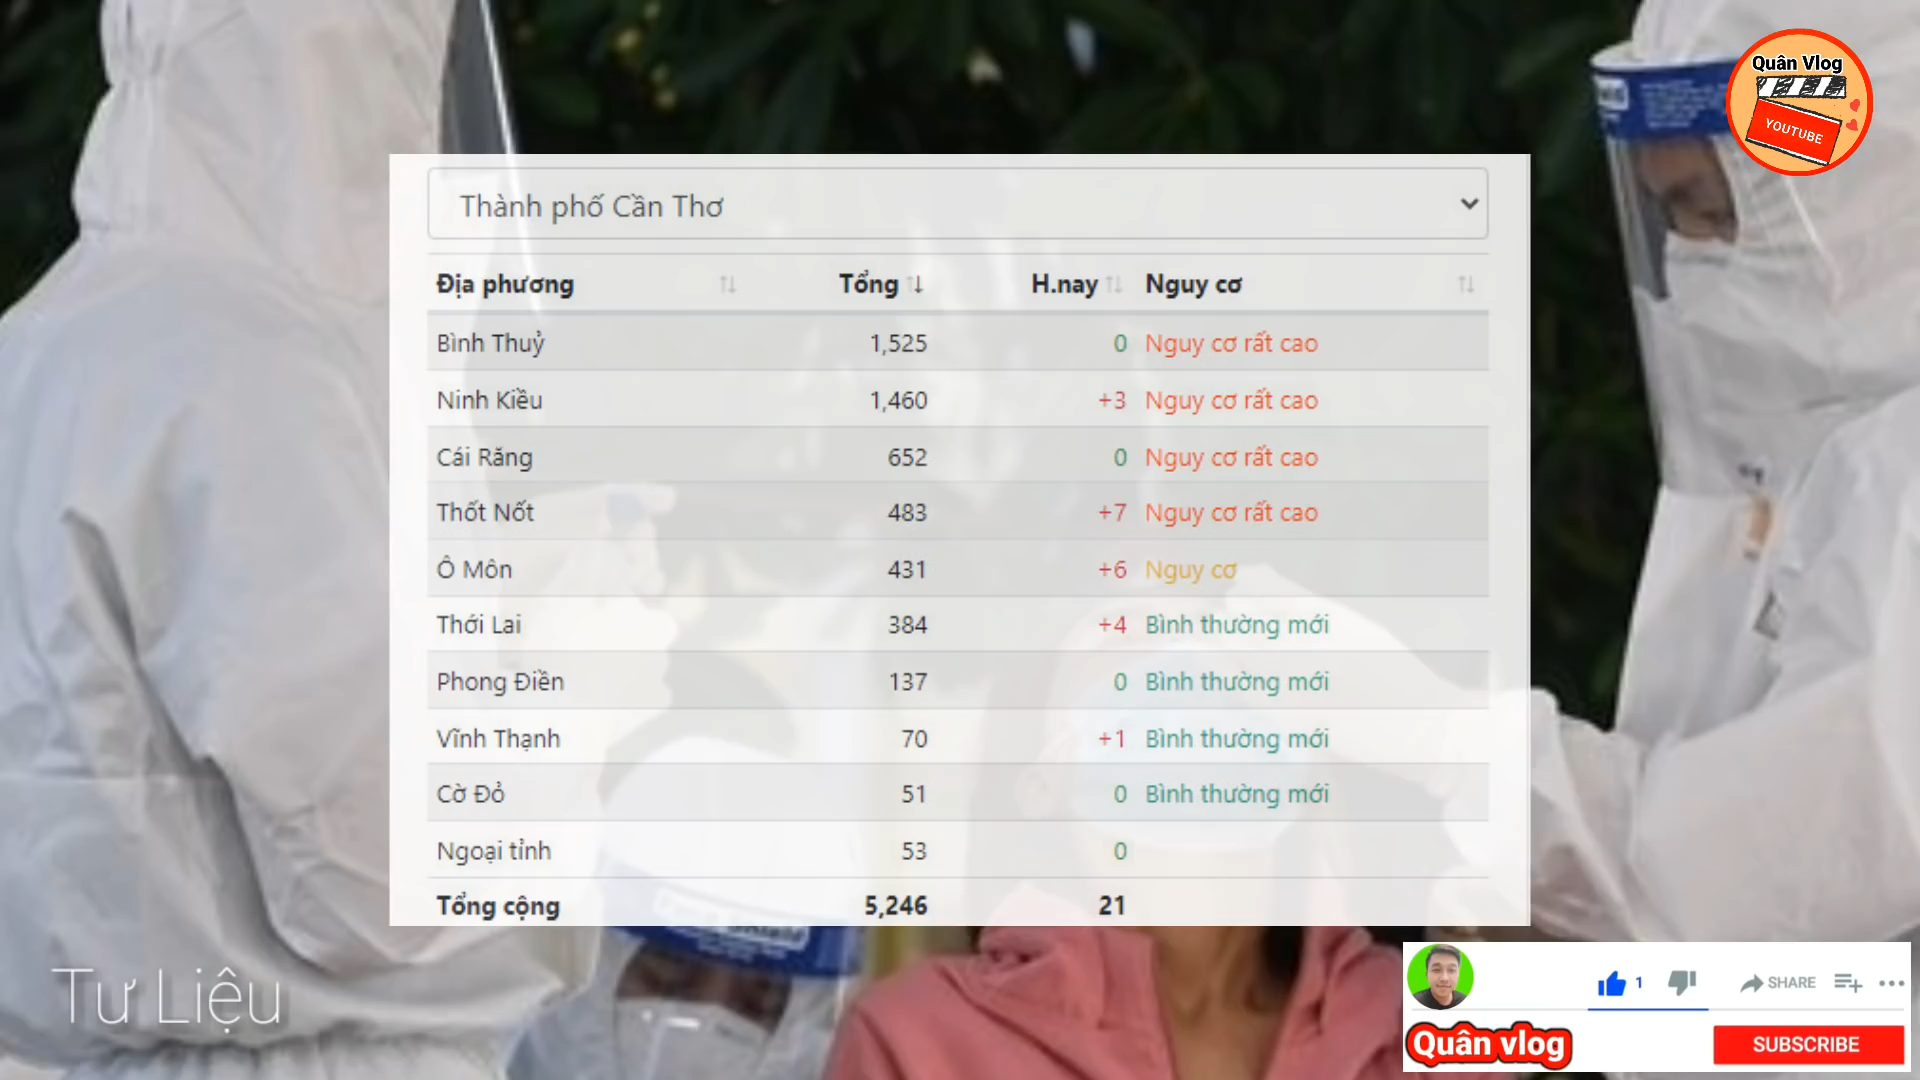 Quân Vlog
YOUTUBE
Thành phố Cần Thơ
Địa phương Tổng H.nay Nguy cơ
Bình Thuỷ 1,525 0 Nguy cơ rất cao
Ninh Kiều 1,460 +3 Nguy cơ rất cao
Cái Răng 652 0 Nguy cơ rất cao
Thốt Nốt 483 +7 Nguy cơ rất cao
Ô Môn 431 +6 Nguy cơ
Thới Lai 384 +4 Bình thường mới
Phong Điền 137 0 Bình thường mới
Vĩnh Thạnh 70 +1 Bình thường mới
Cờ Đỏ 51 0 Bình thường mới
Ngoại tỉnh 53 0
Tổng cộng 5,246 21
Tư Liệu
1 SHARE
Quân vlog
SUBSCRIBE